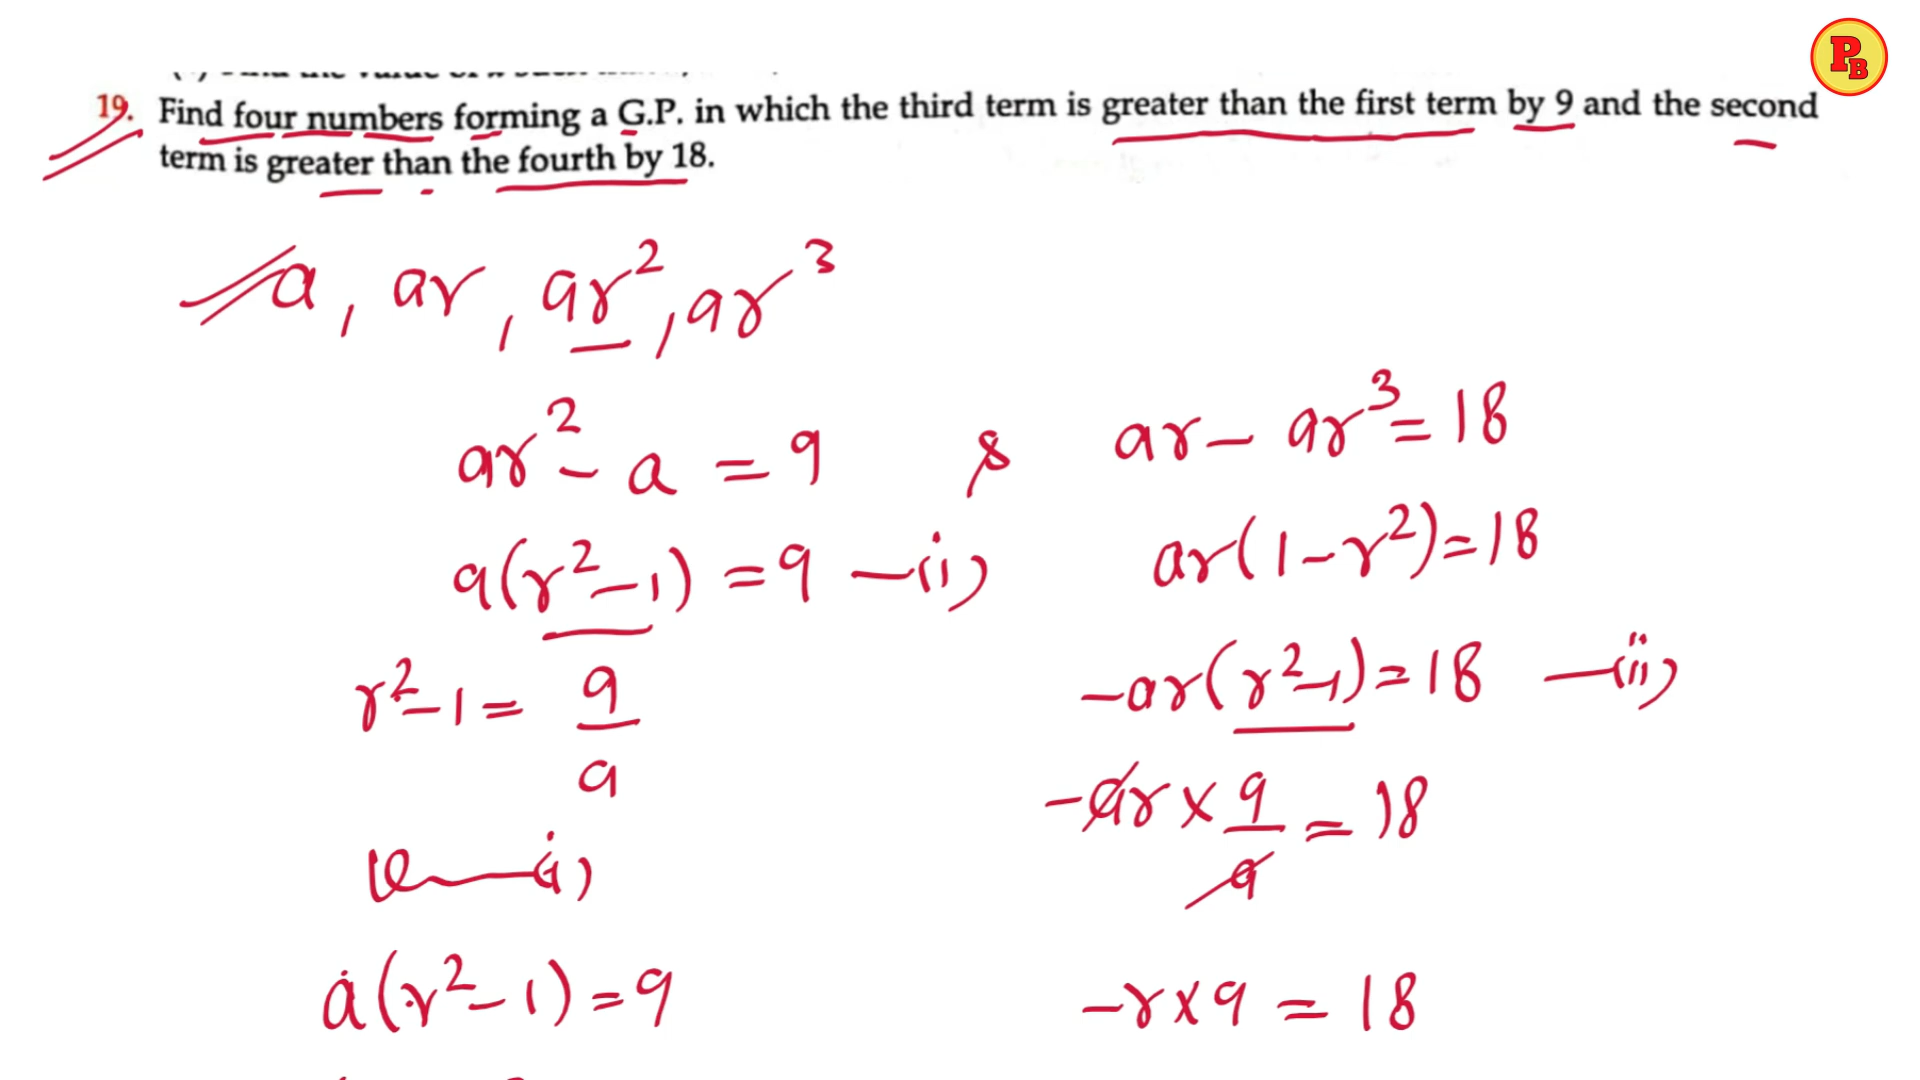 PB
19. Find four numbers forming a G.P. in which the third term is greater than the first term by 9 and the second
term is greater than the fourth by 18.
a, ar, ar², ar³
ar² - a = 9 & ar - ar³ = 18
a(r²-1) = 9 —(i) ar(1-r²) = 18
r²-1 = 9/a -ar(r²-1) = 18 —(ii)
-ar × 9/a = 18
(i)
a(r²-1) = 9 -r×9 = 18